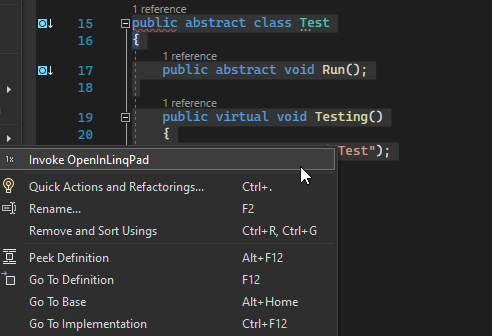 1 reference
15 public abstract class Test
16 {
1 reference
17 public abstract void Run();
18
1 reference
19 public virtual void Testing()
20 {
Test");
1x Invoke OpenInLinqPad
Quick Actions and Refactorings... Ctrl+.
Rename... F2
Remove and Sort Usings Ctrl+R, Ctrl+G
Peek Definition Alt+F12
Go To Definition F12
Go To Base Alt+Home
Go To Implementation Ctrl+F12